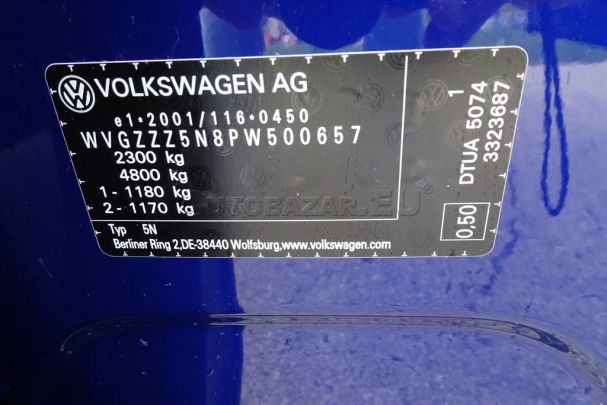 VOLKSWAGEN AG
e1*2001/116*0450
WVGZZZ5N8PW500657
2300 kg
4800 kg
1 - 1180 kg
2 - 1170 kg
Typ 5N
Berliner Ring 2,DE-38440 Wolfsburg,www.volkswagen.com
0,50
DTUA 5074 1
3323687
AUTOBAZAR.EU